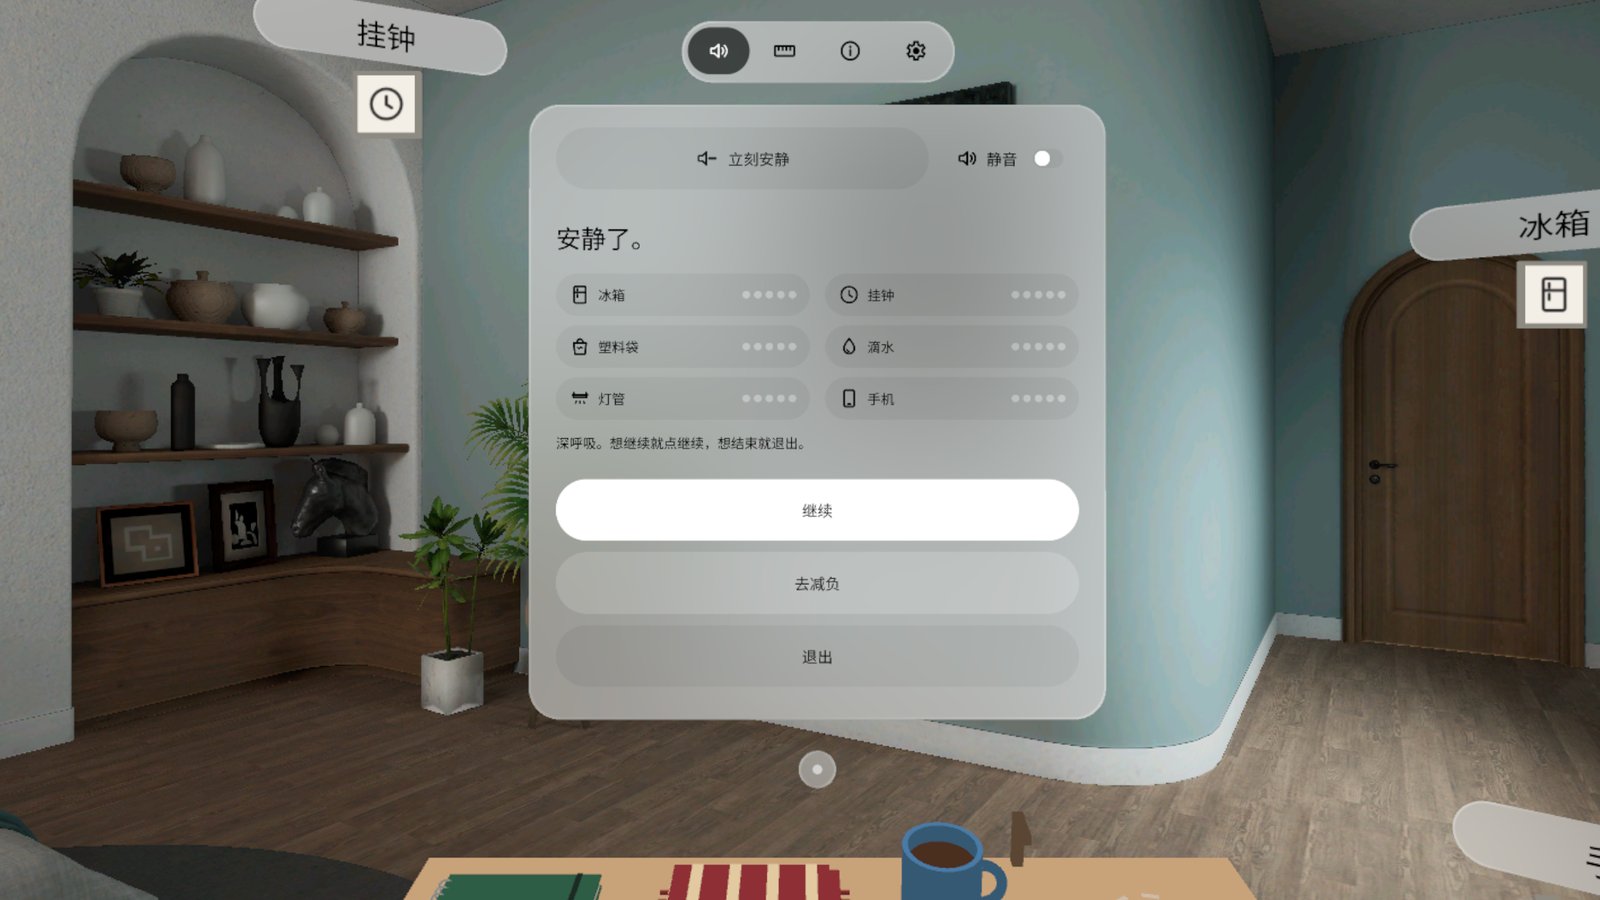 挂钟
立刻安静
静音
安静了。
冰箱
挂钟
塑料袋
滴水
灯管
手机
深呼吸。想继续就点继续，想结束就退出。
继续
去减负
退出
冰箱